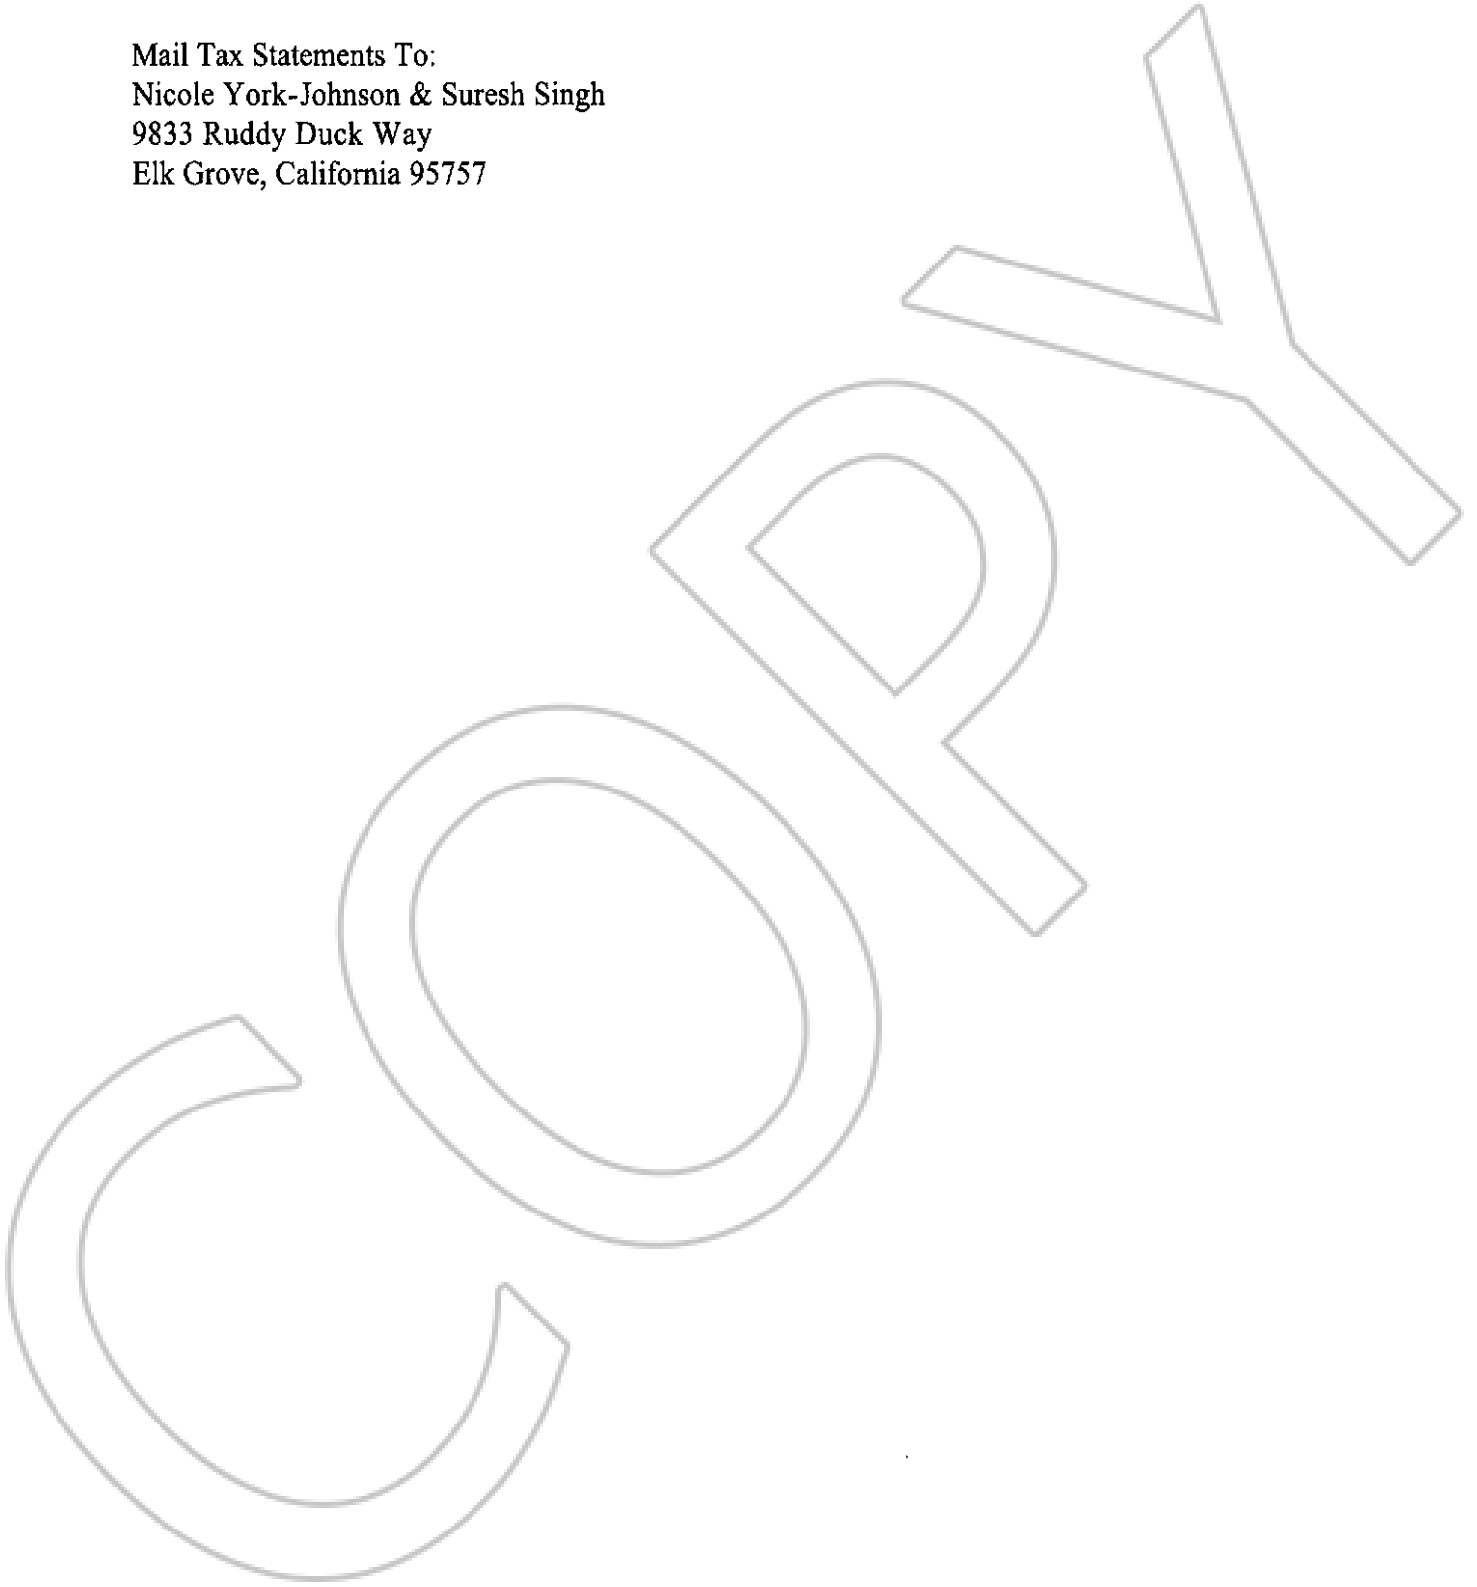 Mail Tax Statements To:
Nicole York-Johnson & Suresh Singh
9833 Ruddy Duck Way
Elk Grove, California 95757
COPY